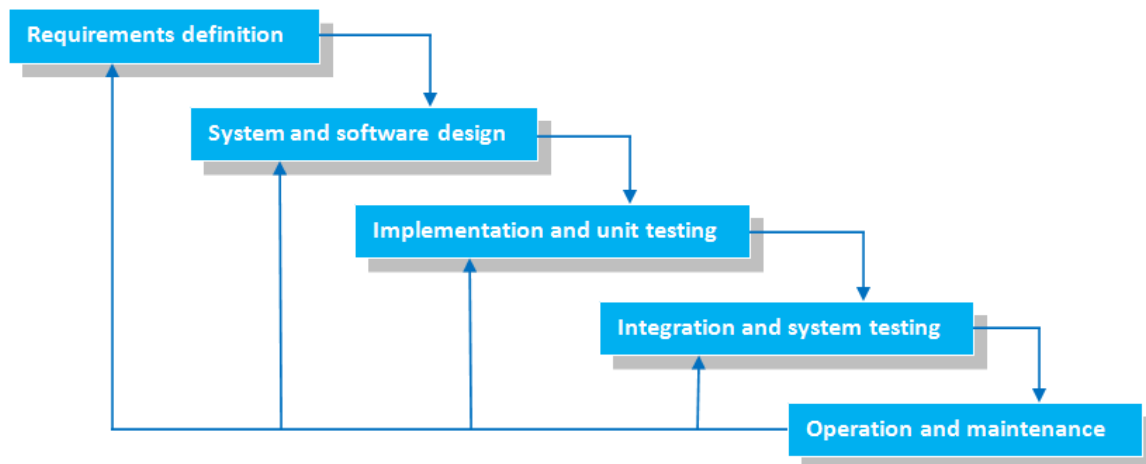 Requirements definition
System and software design
Implementation and unit testing
Integration and system testing
Operation and maintenance